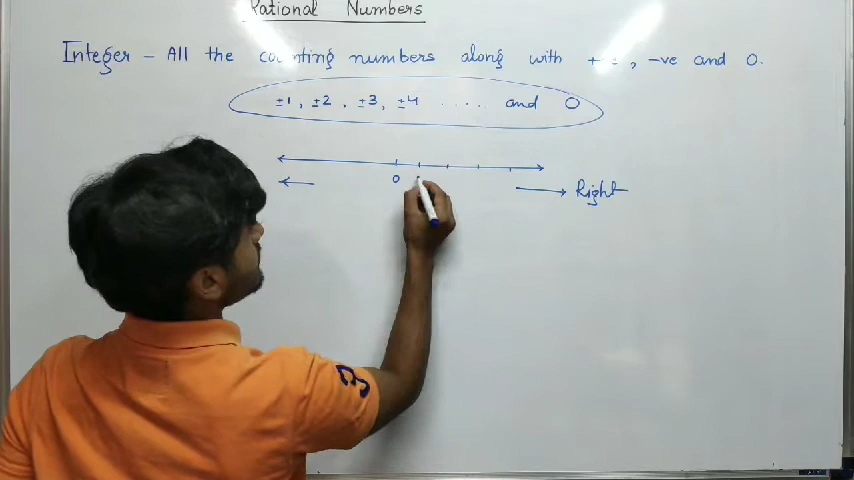 Rational Numbers
Integer – All the counting numbers along with + , -ve and 0.
±1, ±2, ±3, ±4 ..... and 0
0
Right
3